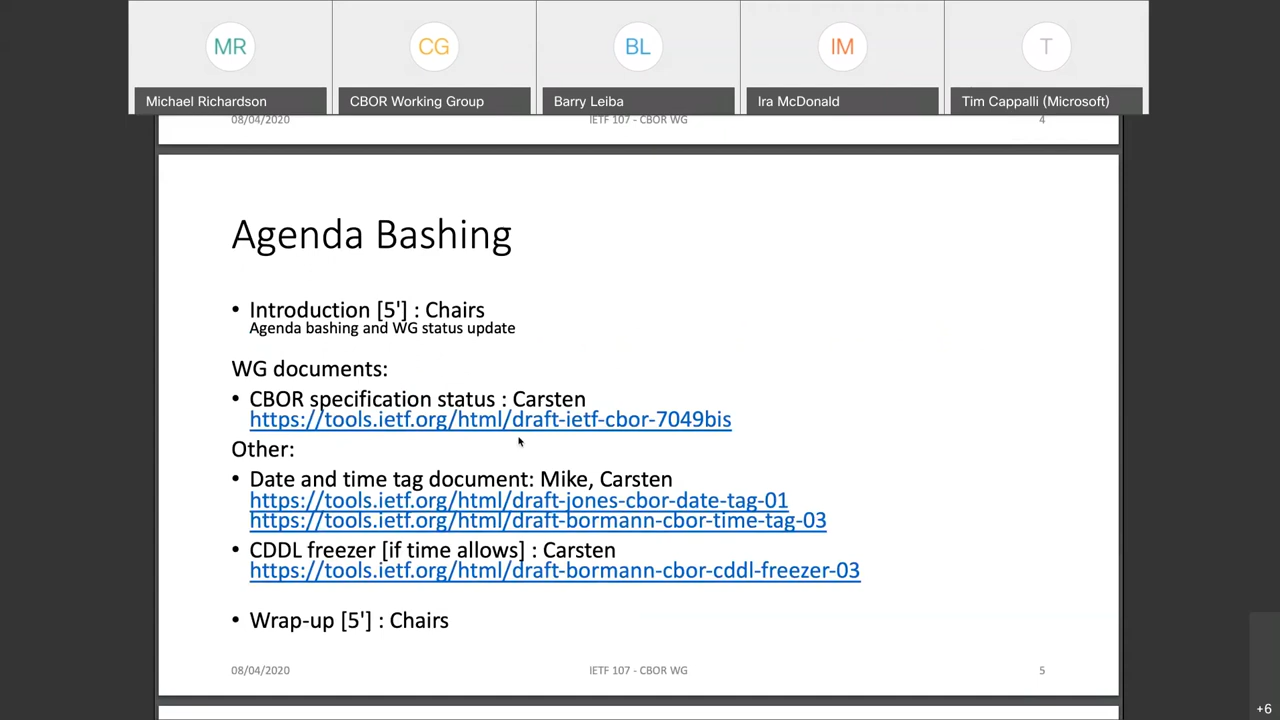 MR
CG
BL
IM
T
Michael Richardson
CBOR Working Group
Barry Leiba
Ira McDonald
Tim Cappalli (Microsoft)
08/04/2020
IETF 107 - CBOR WG
4
Agenda Bashing
• Introduction [5'] : Chairs
Agenda bashing and WG status update
WG documents:
• CBOR specification status : Carsten
https://tools.ietf.org/html/draft-ietf-cbor-7049bis
Other:
• Date and time tag document: Mike, Carsten
https://tools.ietf.org/html/draft-jones-cbor-date-tag-01
https://tools.ietf.org/html/draft-bormann-cbor-time-tag-03
• CDDL freezer [if time allows] : Carsten
https://tools.ietf.org/html/draft-bormann-cbor-cddl-freezer-03
• Wrap-up [5'] : Chairs
08/04/2020
IETF 107 - CBOR WG
5
+6